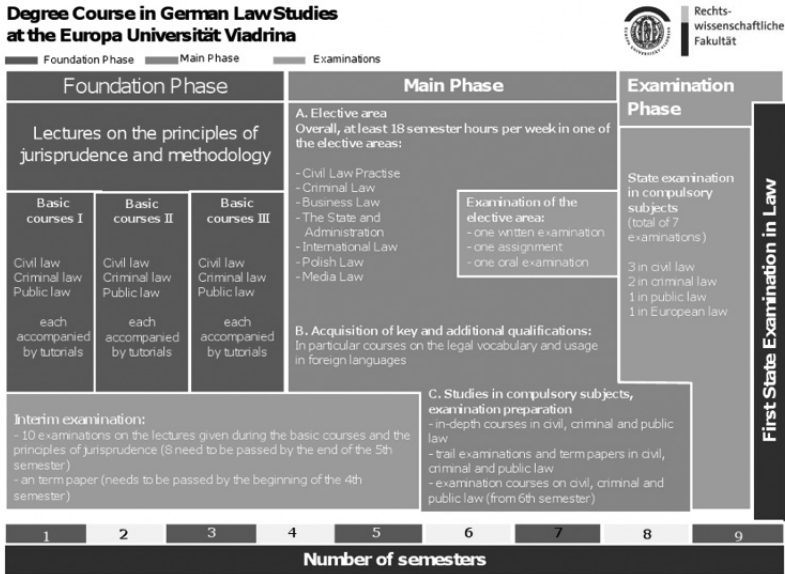 Degree Course in German Law Studies
at the Europa Universität Viadrina
Rechts-
wissenschaftliche
Fakultät
Foundation Phase
Main Phase
Examinations
Foundation Phase
Lectures on the principles of
jurisprudence and methodology
Basic
courses I
Civil law
Criminal law
Public law
each
accompanied
by tutorials
Basic
courses II
Civil law
Criminal law
Public law
each
accompanied
by tutorials
Basic
courses III
Civil law
Criminal law
Public law
each
accompanied
by tutorials
Interim examination:
- 10 examinations on the lectures given during the basic courses and the
principles of jurisprudence (8 need to be passed by the end of the 5th
semester)
- an term paper (needs to be passed by the beginning of the 4th
semester)
Main Phase
A. Elective area
Overall, at least 18 semester hours per week in one of
the elective areas:
- Civil Law Practise
- Criminal Law
- Business Law
- The State and
Administration
- International Law
- Polish Law
- Media Law
Examination of the
elective area:
- one written examination
- one assignment
- one oral examination
B. Acquisition of key and additional qualifications:
In particular courses on the legal vocabulary and usage
in foreign languages
C. Studies in compulsory subjects,
examination preparation
- in-depth courses in civil, criminal and public
law
- trail examinations and term papers in civil,
criminal and public law
- examination courses on civil, criminal and
public law (from 6th semester)
Examination
Phase
State examination
in compulsory
subjects
(total of 7
examinations)
3 in civil law
2 in criminal law
1 in public law
1 in European law
First State Examination in Law
1 2 3 4 5 6 7 8 9
Number of semesters